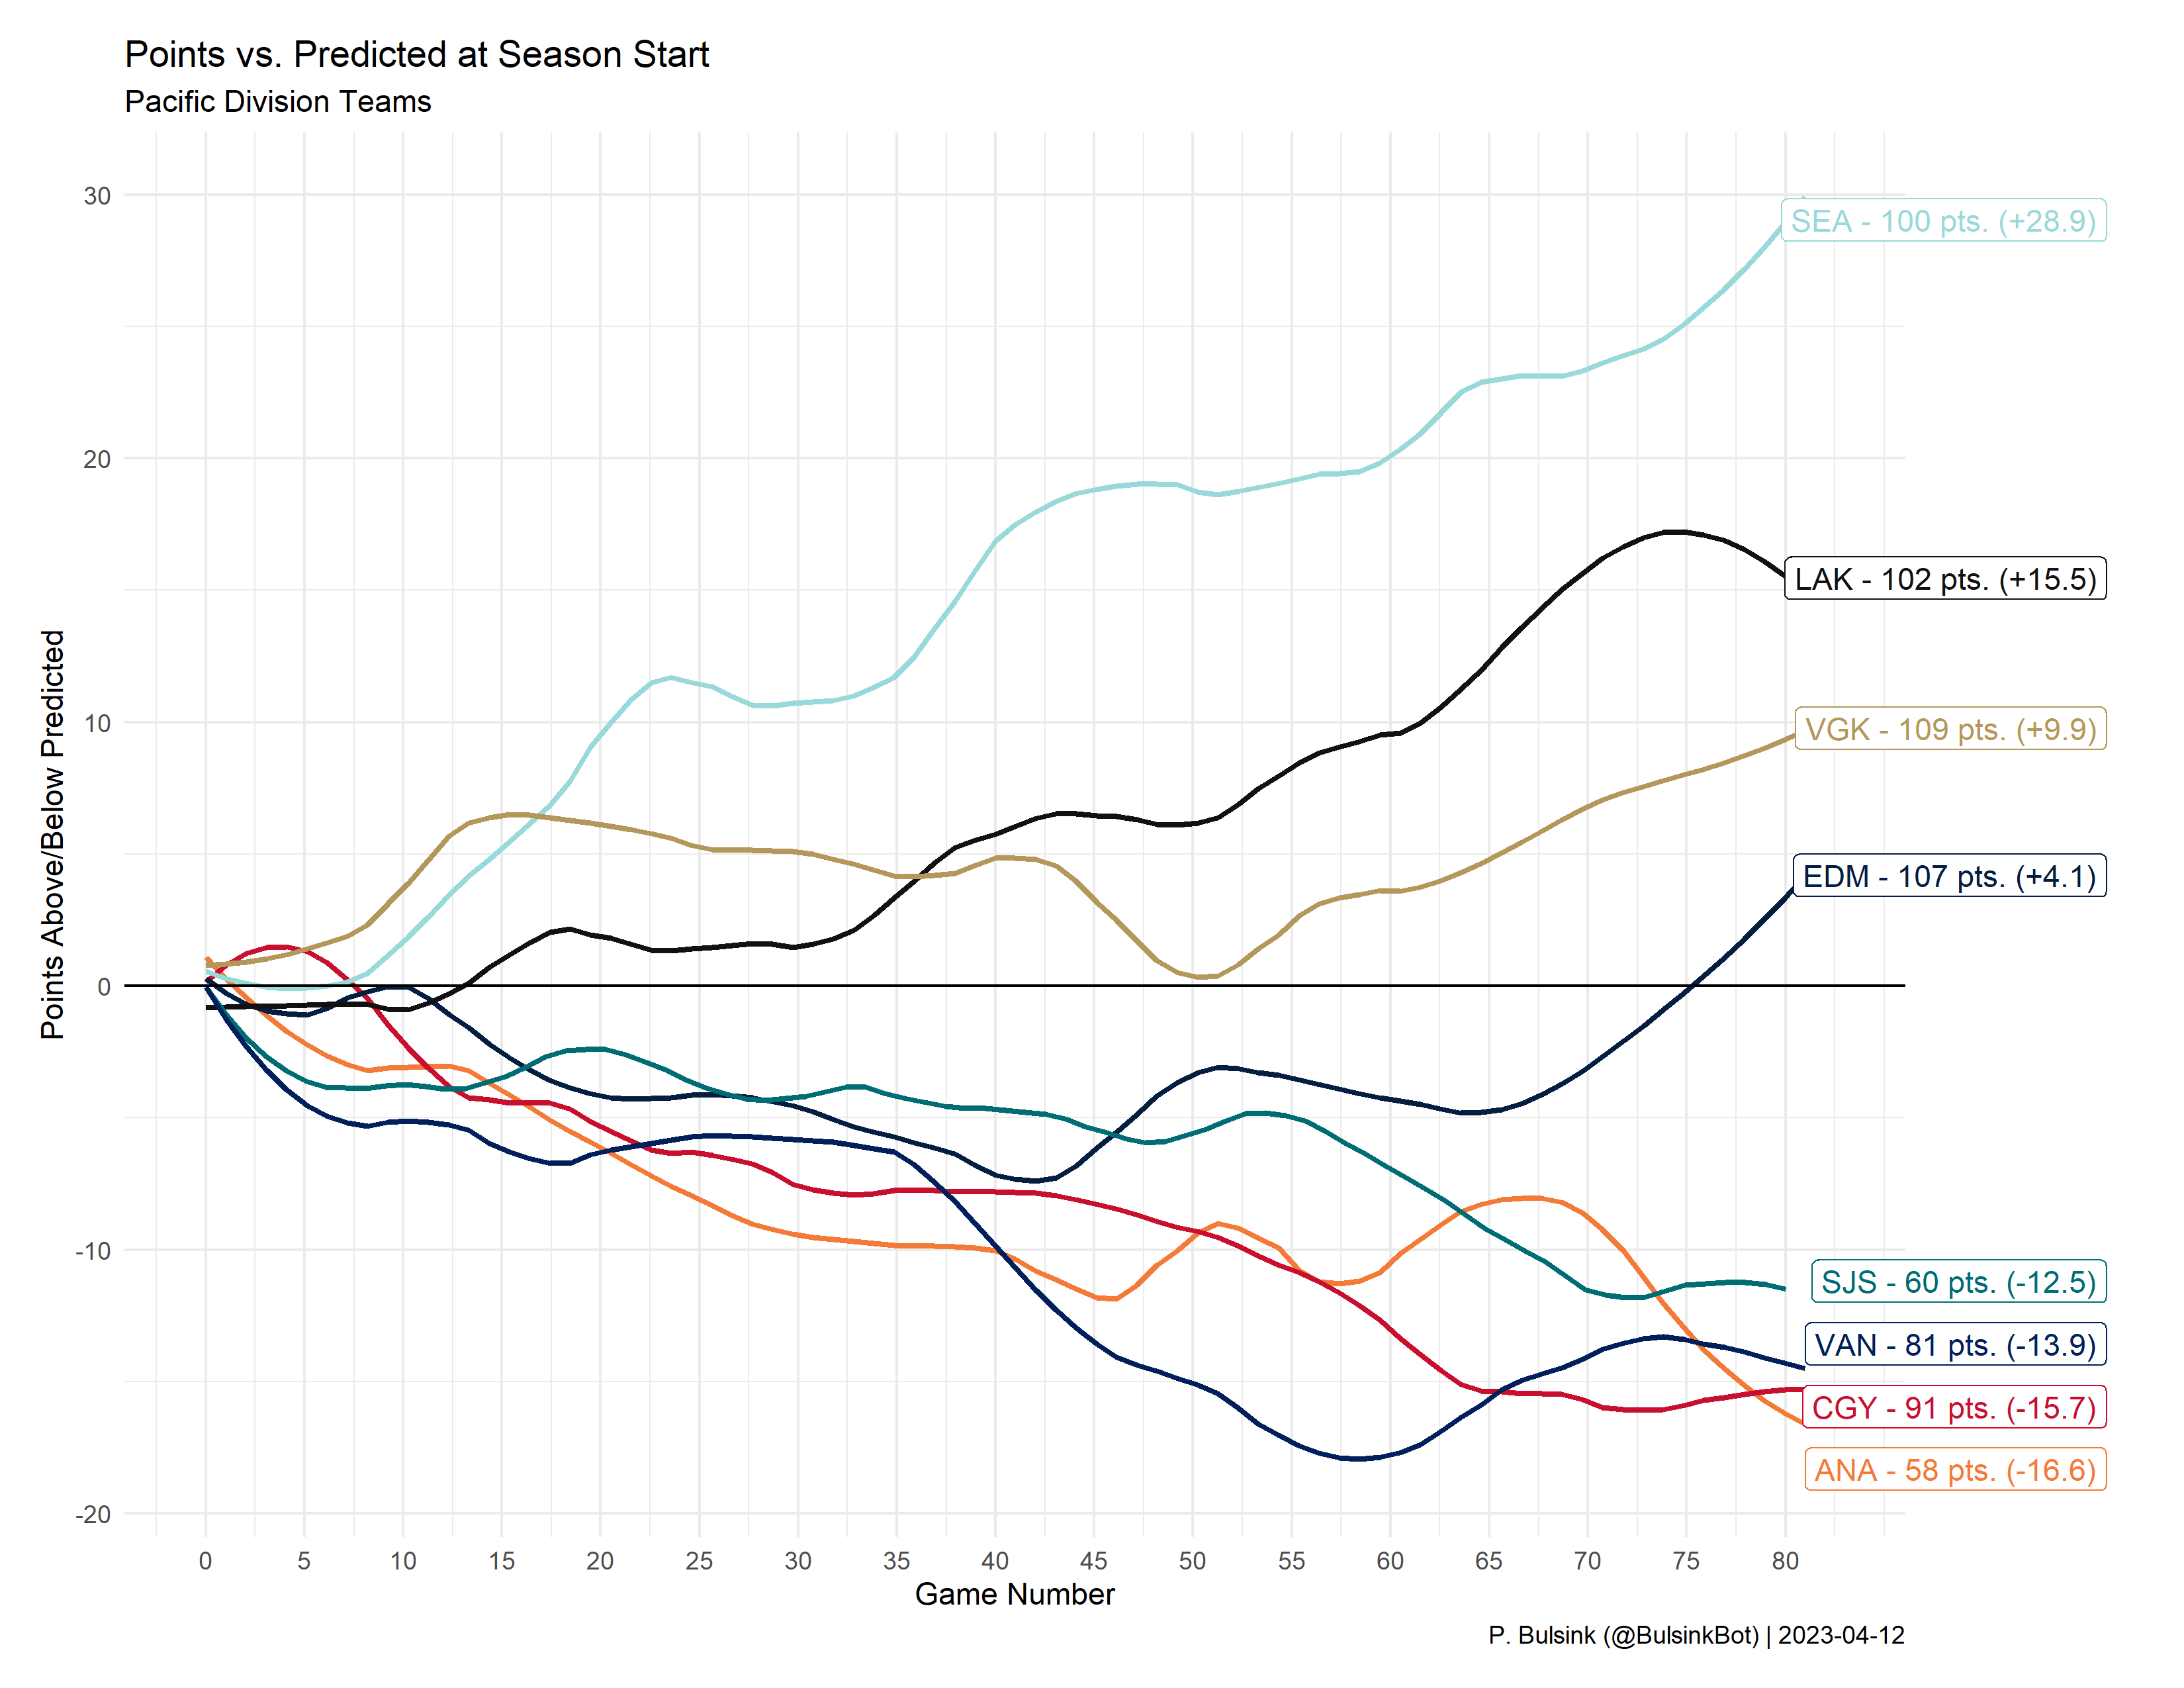 Points vs. Predicted at Season Start
Pacific Division Teams
Points Above/Below Predicted
30
20
10
0
-10
-20
SEA - 100 pts. (+28.9)
LAK - 102 pts. (+15.5)
VGK - 109 pts. (+9.9)
EDM - 107 pts. (+4.1)
SJS - 60 pts. (-12.5)
VAN - 81 pts. (-13.9)
CGY - 91 pts. (-15.7)
ANA - 58 pts. (-16.6)
0 5 10 15 20 25 30 35 40 45 50 55 60 65 70 75 80
Game Number
P. Bulsink (@BulsinkBot) | 2023-04-12